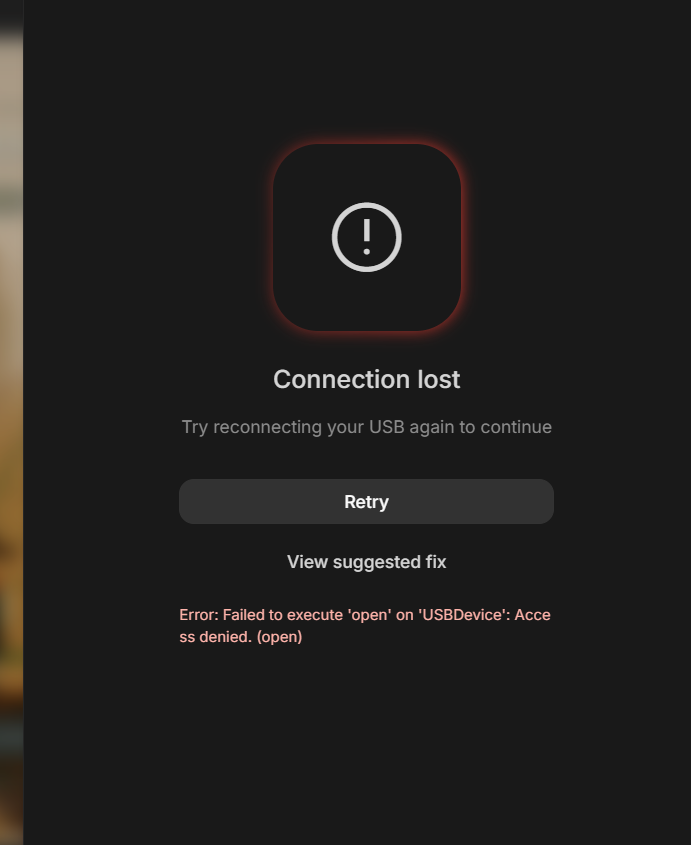 Connection lost
Try reconnecting your USB again to continue
Retry
View suggested fix
Error: Failed to execute 'open' on 'USBDevice': Acce
ss denied. (open)